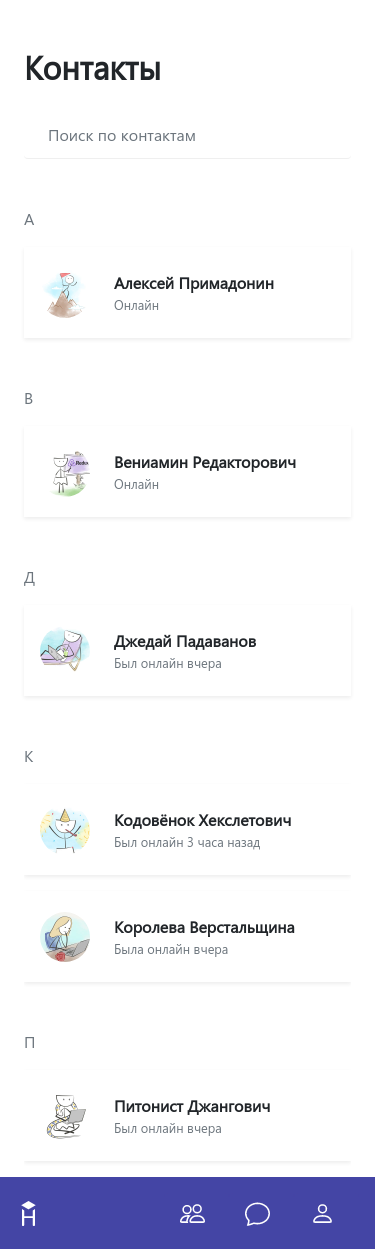 Контакты
Поиск по контактам
А
Алексей Примадонин
Онлайн
В
Вениамин Редакторович
Онлайн
Д
Джедай Падаванов
Был онлайн вчера
К
Кодовёнок Хекслетович
Был онлайн 3 часа назад
Королева Верстальщина
Была онлайн вчера
П
Питонист Джангович
Был онлайн вчера